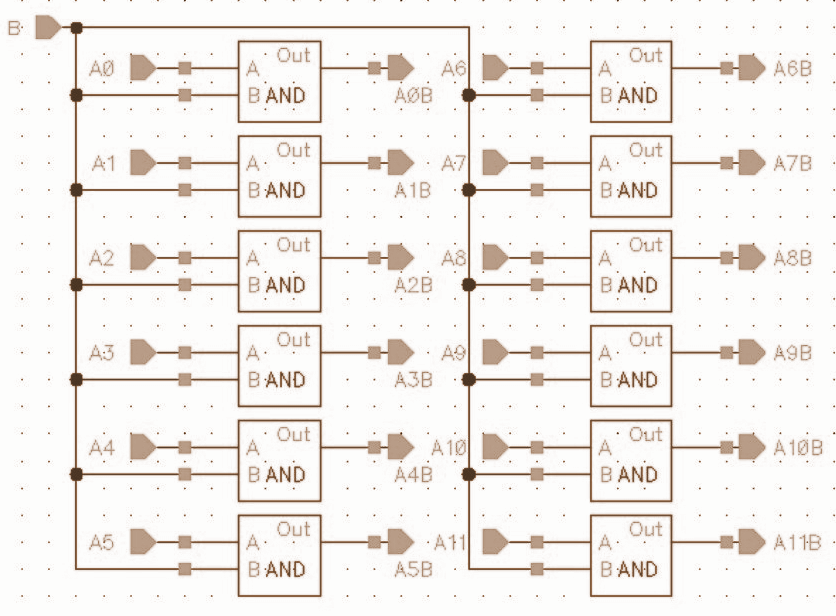 B
A0 A Out B AND A0B A6 A Out B AND A6B
A1 A Out B AND A1B A7 A Out B AND A7B
A2 A Out B AND A2B A8 A Out B AND A8B
A3 A Out B AND A3B A9 A Out B AND A9B
A4 A Out B AND A4B A10 A Out B AND A10B
A5 A Out B AND A5B A11 A Out B AND A11B